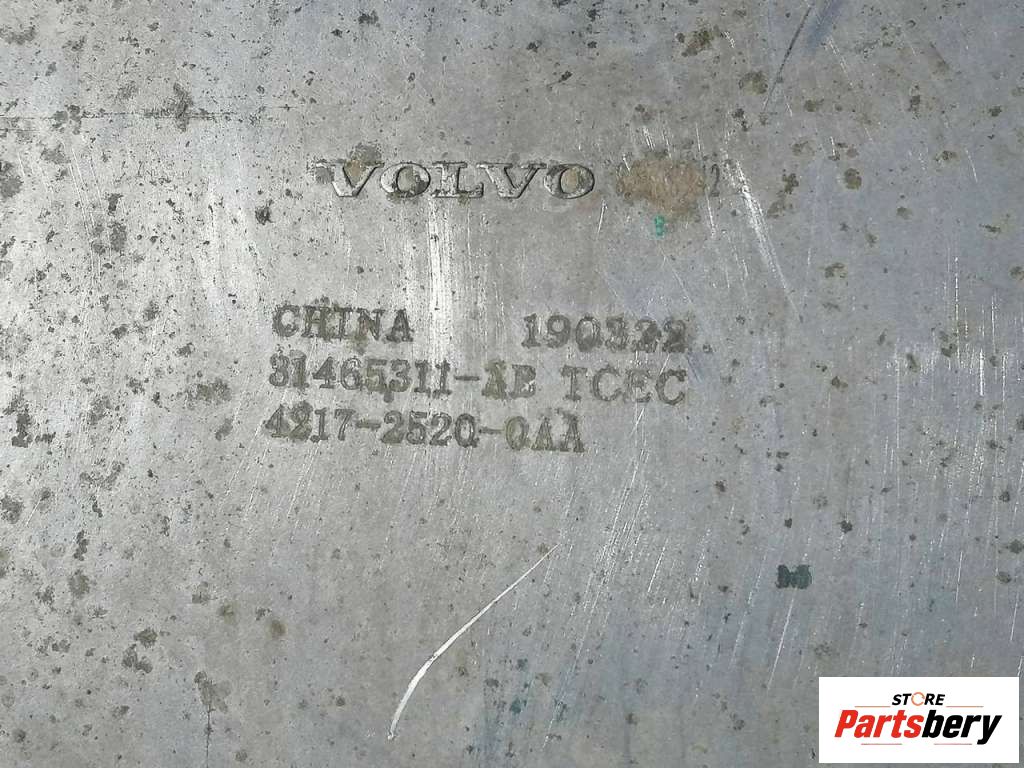 VOLVO
CHINA 190322
31465311-AB TCEC
4217-2520-0AA
STORE
Partsbery